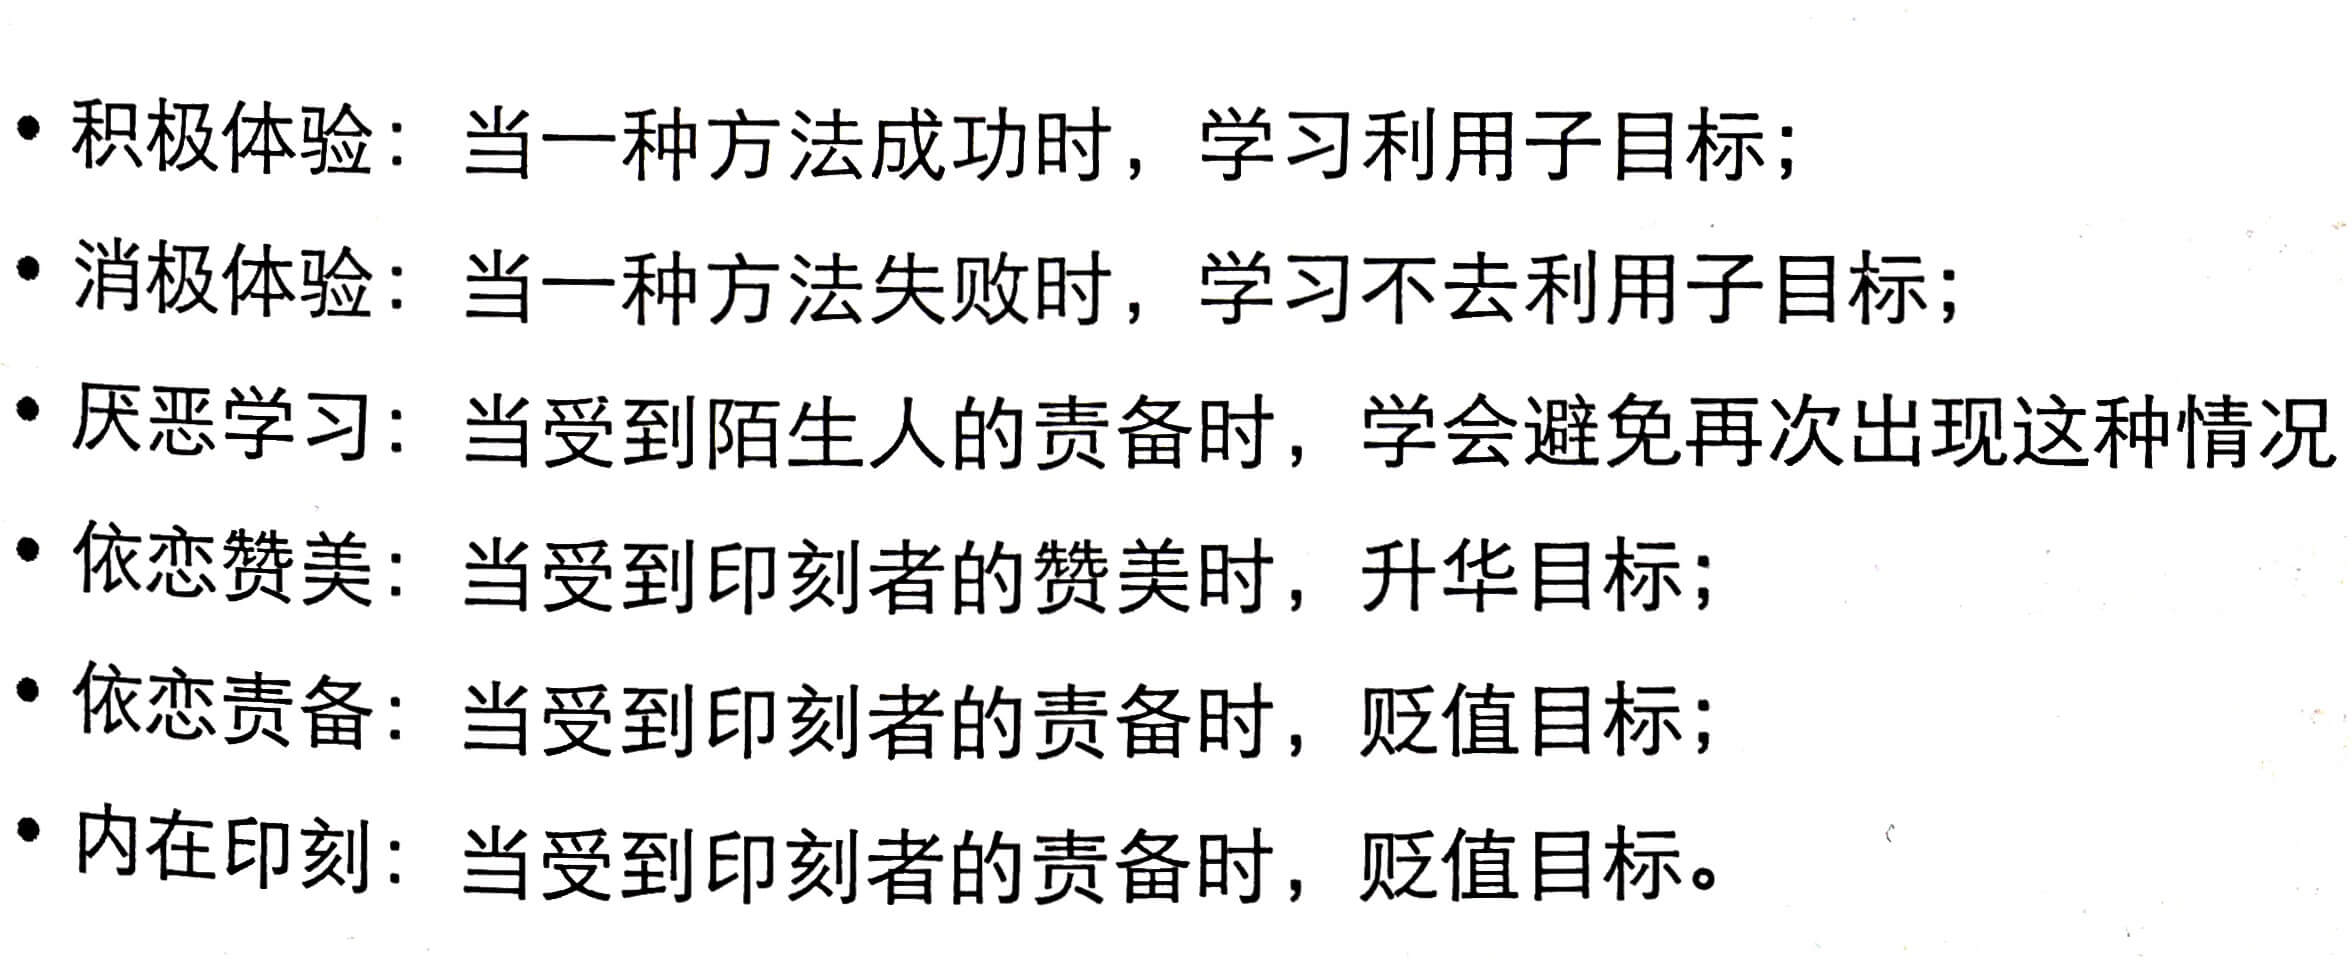 • 积极体验：当一种方法成功时，学习利用子目标；
• 消极体验：当一种方法失败时，学习不去利用子目标；
• 厌恶学习：当受到陌生人的责备时，学会避免再次出现这种情况
• 依恋赞美：当受到印刻者的赞美时，升华目标；
• 依恋责备：当受到印刻者的责备时，贬值目标；
• 内在印刻：当受到印刻者的责备时，贬值目标。